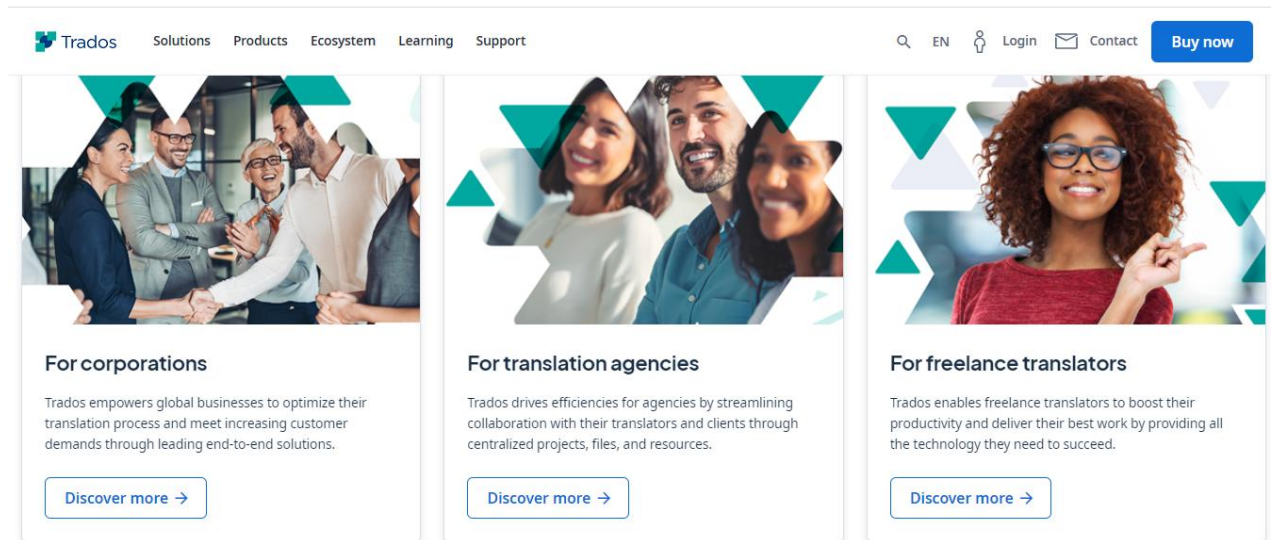 Trados Solutions Products Ecosystem Learning Support EN Login Contact Buy now
For corporations
Trados empowers global businesses to optimize their
translation process and meet increasing customer
demands through leading end-to-end solutions.
Discover more →
For translation agencies
Trados drives efficiencies for agencies by streamlining
collaboration with their translators and clients through
centralized projects, files, and resources.
Discover more →
For freelance translators
Trados enables freelance translators to boost their
productivity and deliver their best work by providing all
the technology they need to succeed.
Discover more →